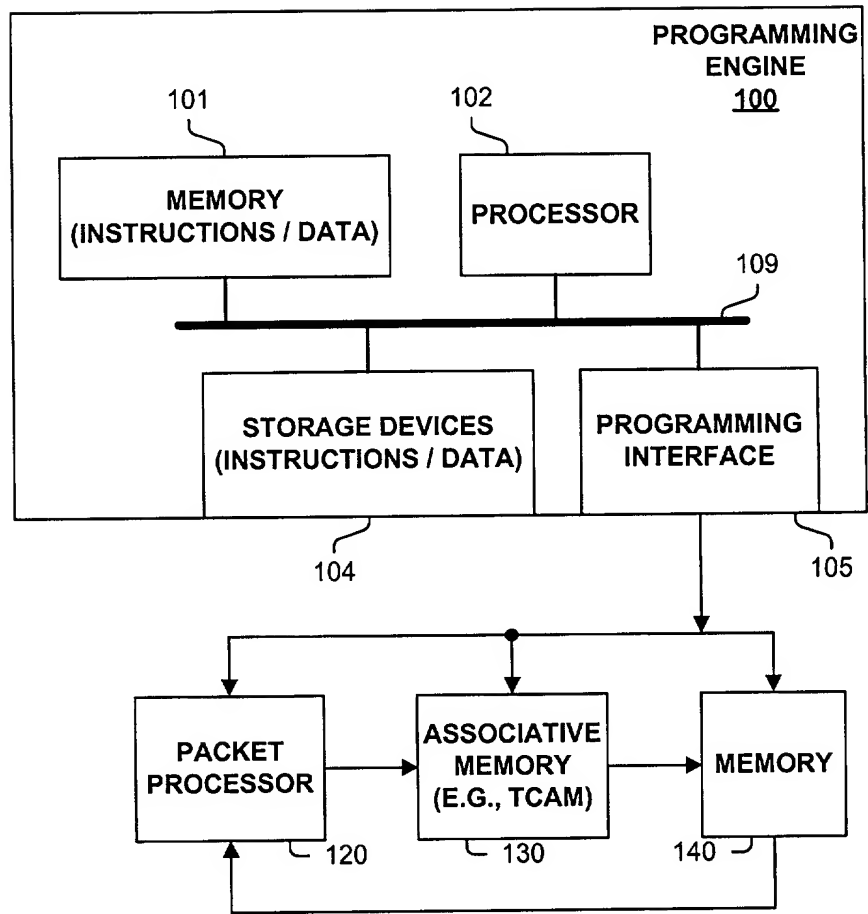 PROGRAMMING
ENGINE
100
101
102
MEMORY
(INSTRUCTIONS / DATA)
PROCESSOR
109
STORAGE DEVICES
(INSTRUCTIONS / DATA)
PROGRAMMING
INTERFACE
104
105
PACKET
PROCESSOR
ASSOCIATIVE
MEMORY
(E.G., TCAM)
MEMORY
120
130
140